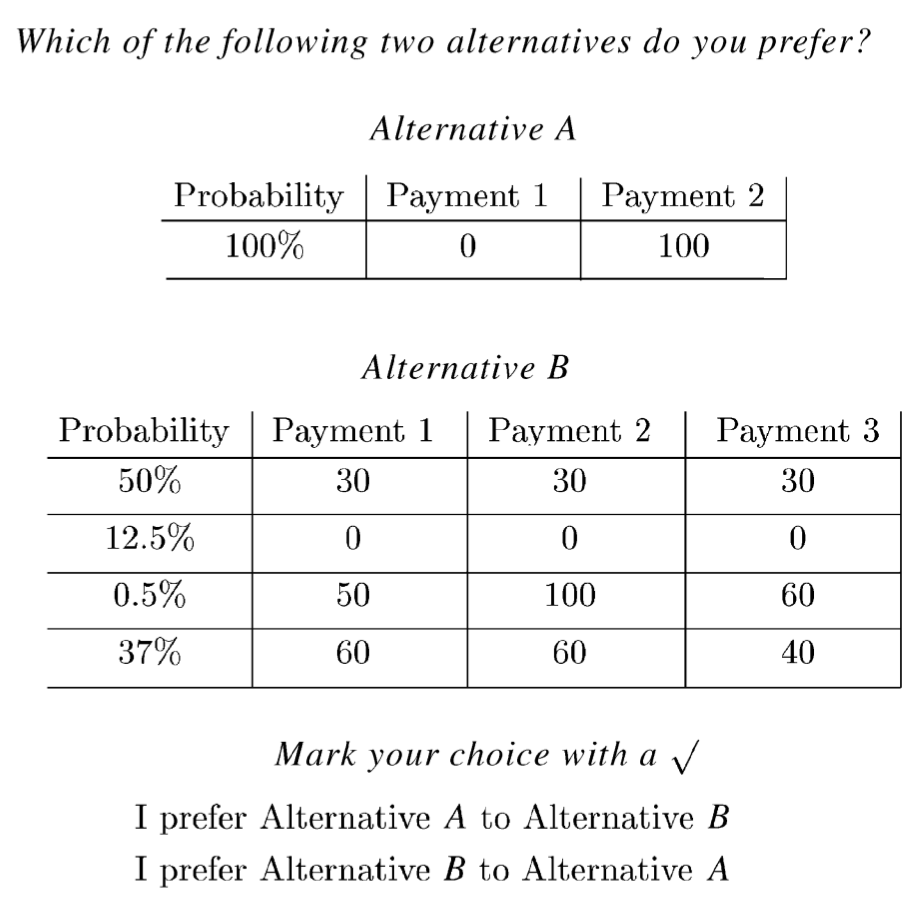 Which of the following two alternatives do you prefer?
Alternative A
Probability Payment 1 Payment 2
100% 0 100
Alternative B
Probability Payment 1 Payment 2 Payment 3
50% 30 30 30
12.5% 0 0 0
0.5% 50 100 60
37% 60 60 40
Mark your choice with a √
I prefer Alternative A to Alternative B
I prefer Alternative B to Alternative A